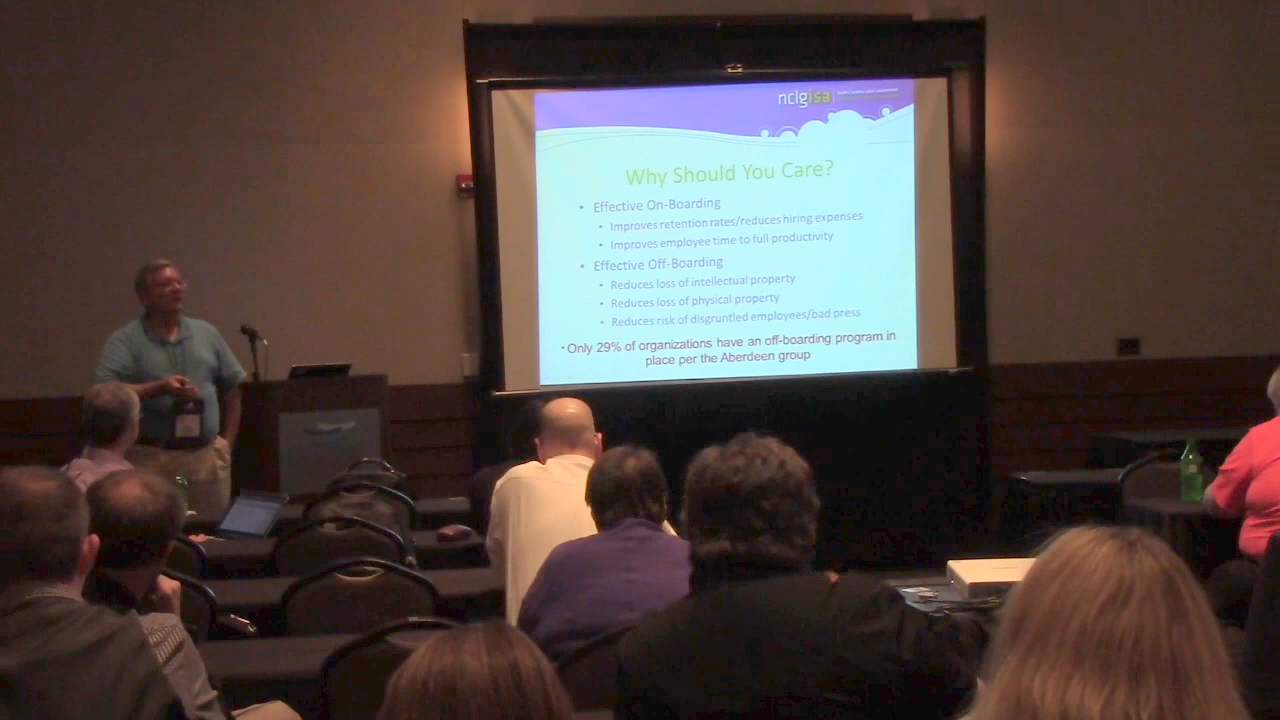 nclgisa
Why Should You Care?
• Effective On-Boarding
• Improves retention rates/reduces hiring expenses
• Improves employee time to full productivity
• Effective Off-Boarding
• Reduces loss of intellectual property
• Reduces loss of physical property
• Reduces risk of disgruntled employees/bad press
- Only 29% of organizations have an off-boarding program in
place per the Aberdeen group